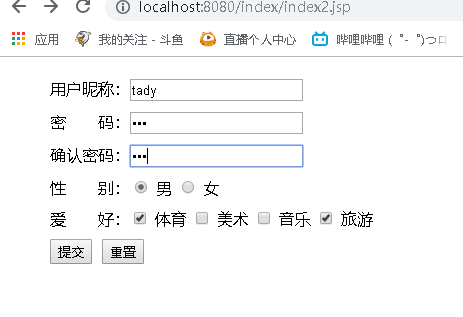 localhost:8080/index/index2.jsp
应用 我的关注 - 斗鱼 直播个人中心 哔哩哔哩 ( ゜- ゜)つロ
用户昵称: tady
密 码: •••
确认密码: •••
性 别: 男 女
爱 好: 体育 美术 音乐 旅游
提交 重置